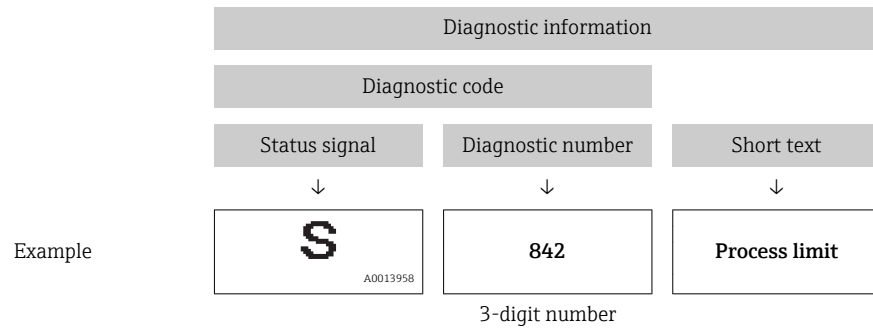 Diagnostic information
Diagnostic code
Status signal Diagnostic number Short text
↓ ↓ ↓
Example S 842 Process limit
A0013958
3-digit number